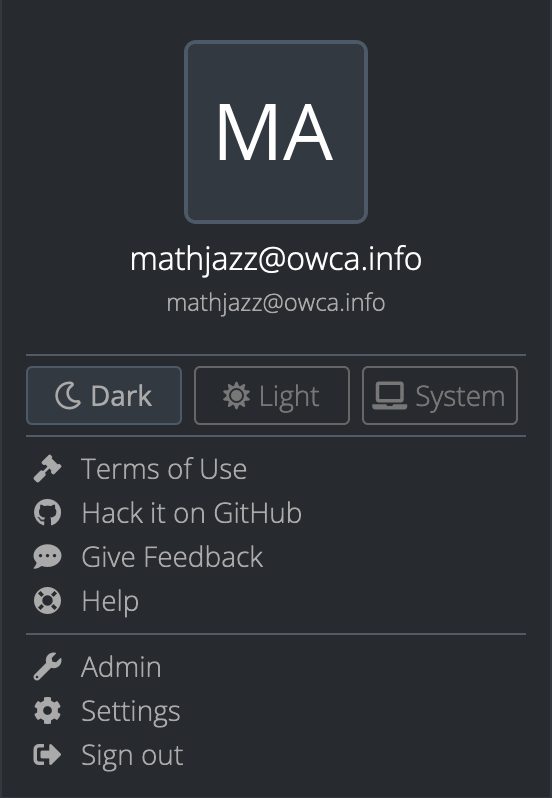 MA
mathjazz@owca.info
mathjazz@owca.info
Dark Light System
Terms of Use
Hack it on GitHub
Give Feedback
Help
Admin
Settings
Sign out